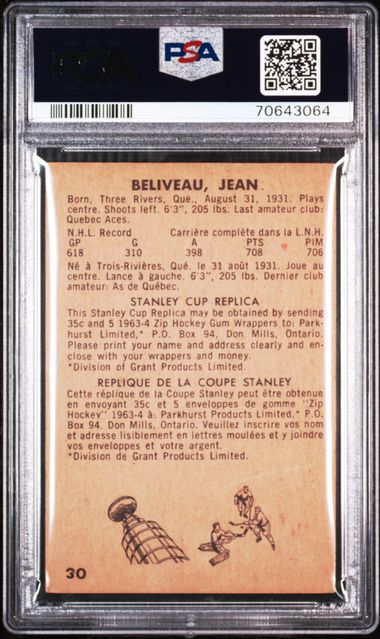 PSA
PSA
70643064
BELIVEAU, JEAN
Born, Three Rivers, Que., August 31, 1931. Plays
centre. Shoots left. 6'3", 205 lbs. Last amateur club:
Quebec Aces.
N.H.L. Record Carrière complète dans la L.N.H.
GP G A PTS PIM
618 310 398 708 706
Né à Trois-Rivières, Qué. le 31 août 1931. Joue au
centre. Lance à gauche. 6'3", 205 lbs. Dernier club
amateur: As de Québec.
STANLEY CUP REPLICA
This Stanley Cup Replica may be obtained by sending
35c and 5 1963-4 Zip Hockey Gum Wrappers to: Park-
hurst Limited,* P.O. Box 94, Don Mills, Ontario.
Please print your name and address clearly and en-
close with your wrappers and money.
*Division of Grant Products Limited.
REPLIQUE DE LA COUPE STANLEY
Cette réplique de la Coupe Stanley peut être obtenue
en envoyant 35c et 5 enveloppes de gomme "Zip
Hockey" 1963-4 à: Parkhurst Products Limited,* P.O.
Box 94. Don Mills, Ontario. Veuillez inscrire vos nom
et adresse lisiblement en lettres moulées et y joindre
vos enveloppes et votre argent.
*Division de Grant Products Limited.
30